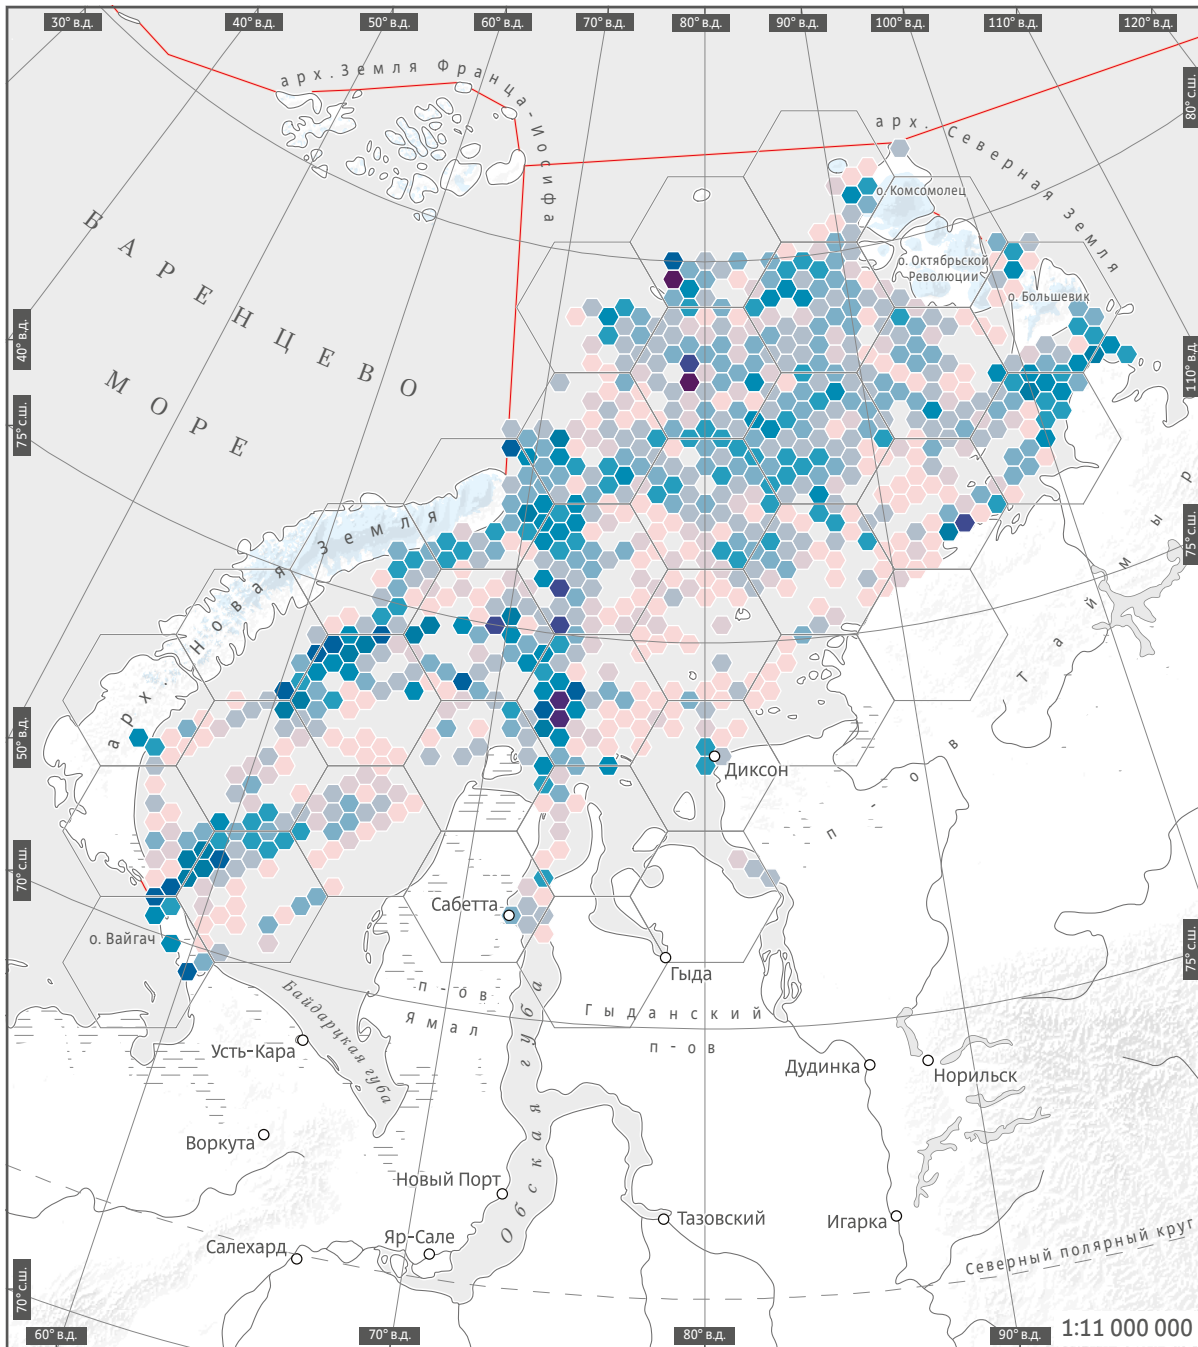 30° в.д. 40° в.д. 50° в.д. 60° в.д. 70° в.д. 80° в.д. 90° в.д. 100° в.д. 110° в.д. 120° в.д.
80° с.ш.
арх. Земля Франца-Иосифа
арх. Северная Земля
о. Комсомолец
о. Октябрьской
Революции
о. Большевик
БАРЕНЦЕВО
МОРЕ
40° в.д.
110° в.д.
75° с.ш.
75° с.ш.
арх. Новая Земля
п-ов Таймыр
50° в.д.
Диксон
70° с.ш.
Сабетта
о. Вайгач
75° с.ш.
Гыда
п-ов
Ямал
Гыданский
п-ов
Байдарцкая губа
Обская губа
Усть-Кара
Дудинка
Норильск
Воркута
Новый Порт
Тазовский
Игарка
Яр-Сале
Салехард
Северный полярный круг
70° с.ш.
60° в.д. 70° в.д. 80° в.д. 90° в.д.
1:11 000 000